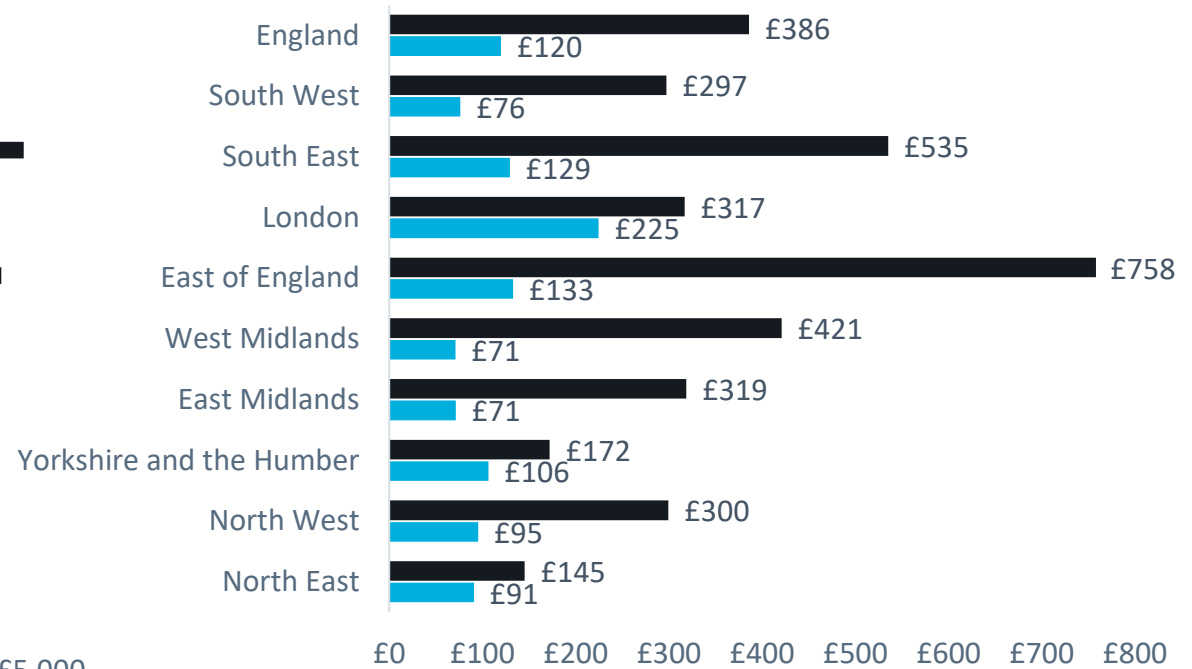 England £386
£120
South West £297
£76
South East £535
£129
London £317
£225
East of England £758
£133
West Midlands £421
£71
East Midlands £319
£71
Yorkshire and the Humber £172
£106
North West £300
£95
North East £145
£91
£0 £100 £200 £300 £400 £500 £600 £700 £800